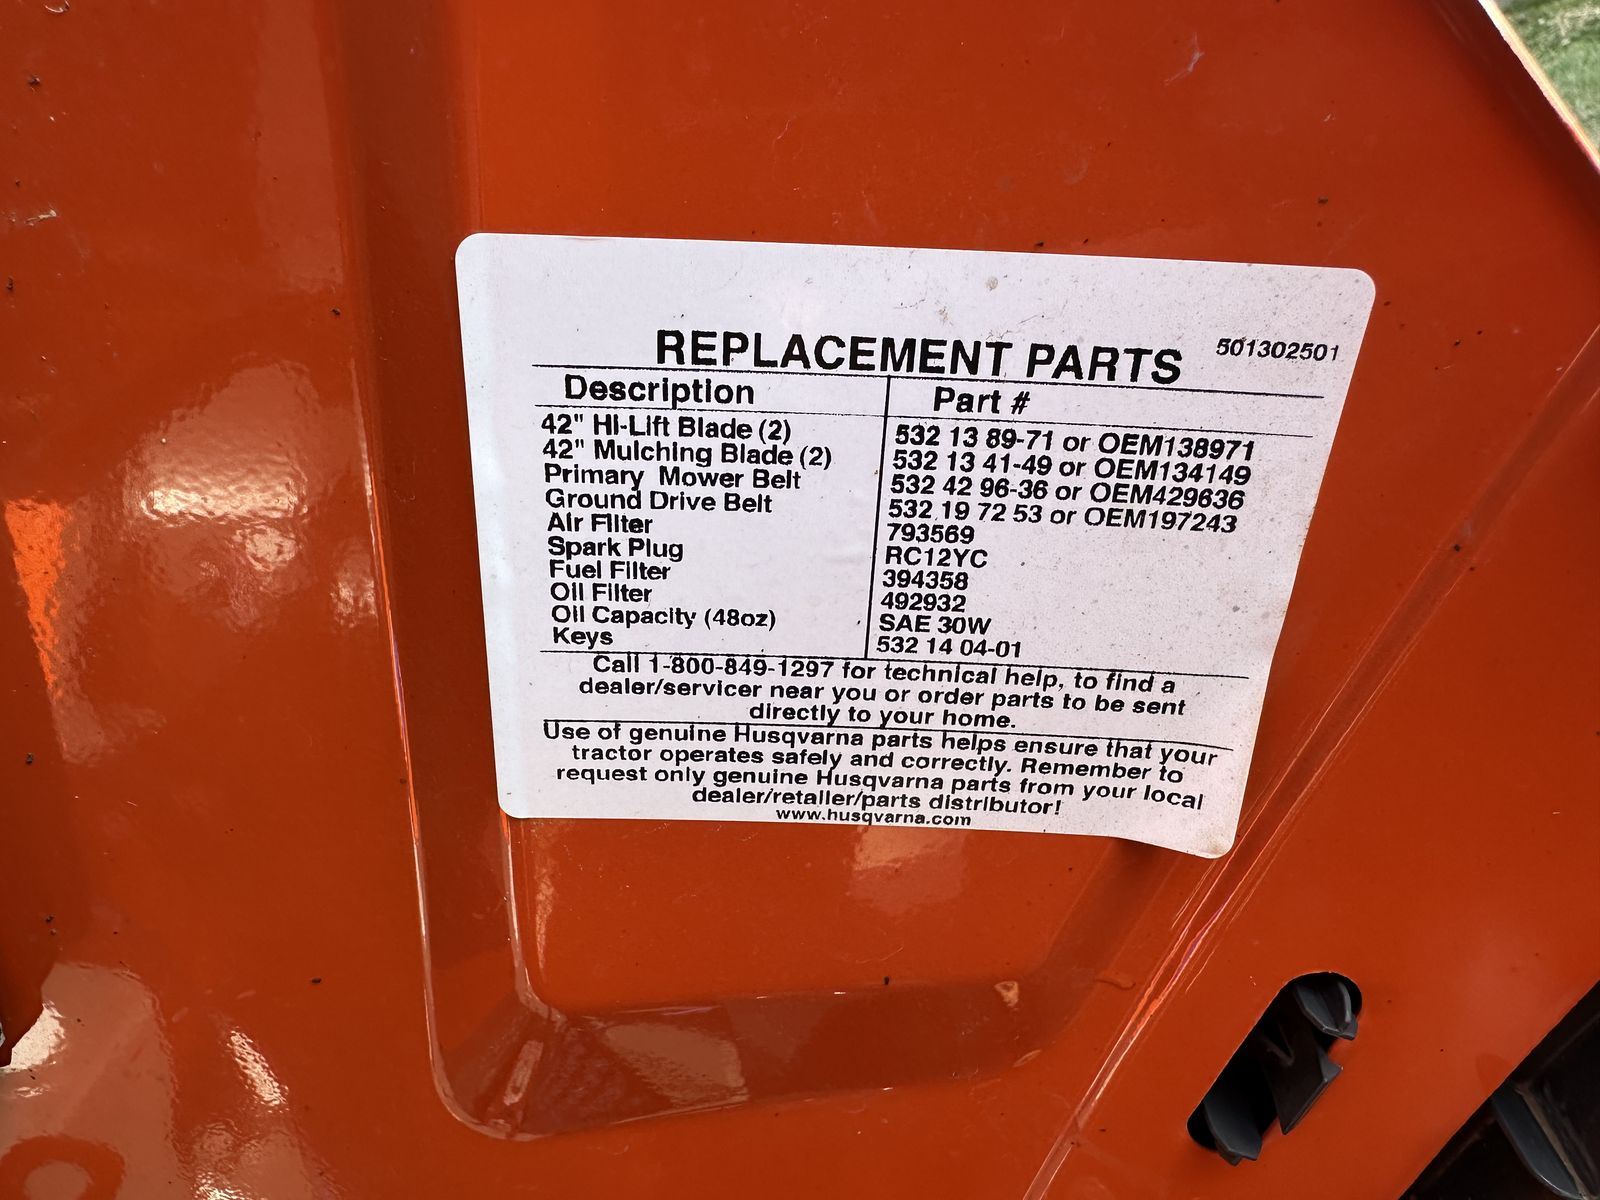 REPLACEMENT PARTS 501302501
Description Part #
42" Hi-Lift Blade (2) 532 13 89-71 or OEM138971
42" Mulching Blade (2) 532 13 41-49 or OEM134149
Primary Mower Belt 532 42 96-36 or OEM429636
Ground Drive Belt 532 19 72 53 or OEM197243
Air Filter 793569
Spark Plug RC12YC
Fuel Filter 394358
Oil Filter 492932
Oil Capacity (48oz) SAE 30W
Keys 532 14 04-01
Call 1-800-849-1297 for technical help, to find a
dealer/servicer near you or order parts to be sent
directly to your home.
Use of genuine Husqvarna parts helps ensure that your
tractor operates safely and correctly. Remember to
request only genuine Husqvarna parts from your local
dealer/retailer/parts distributor!
www.husqvarna.com